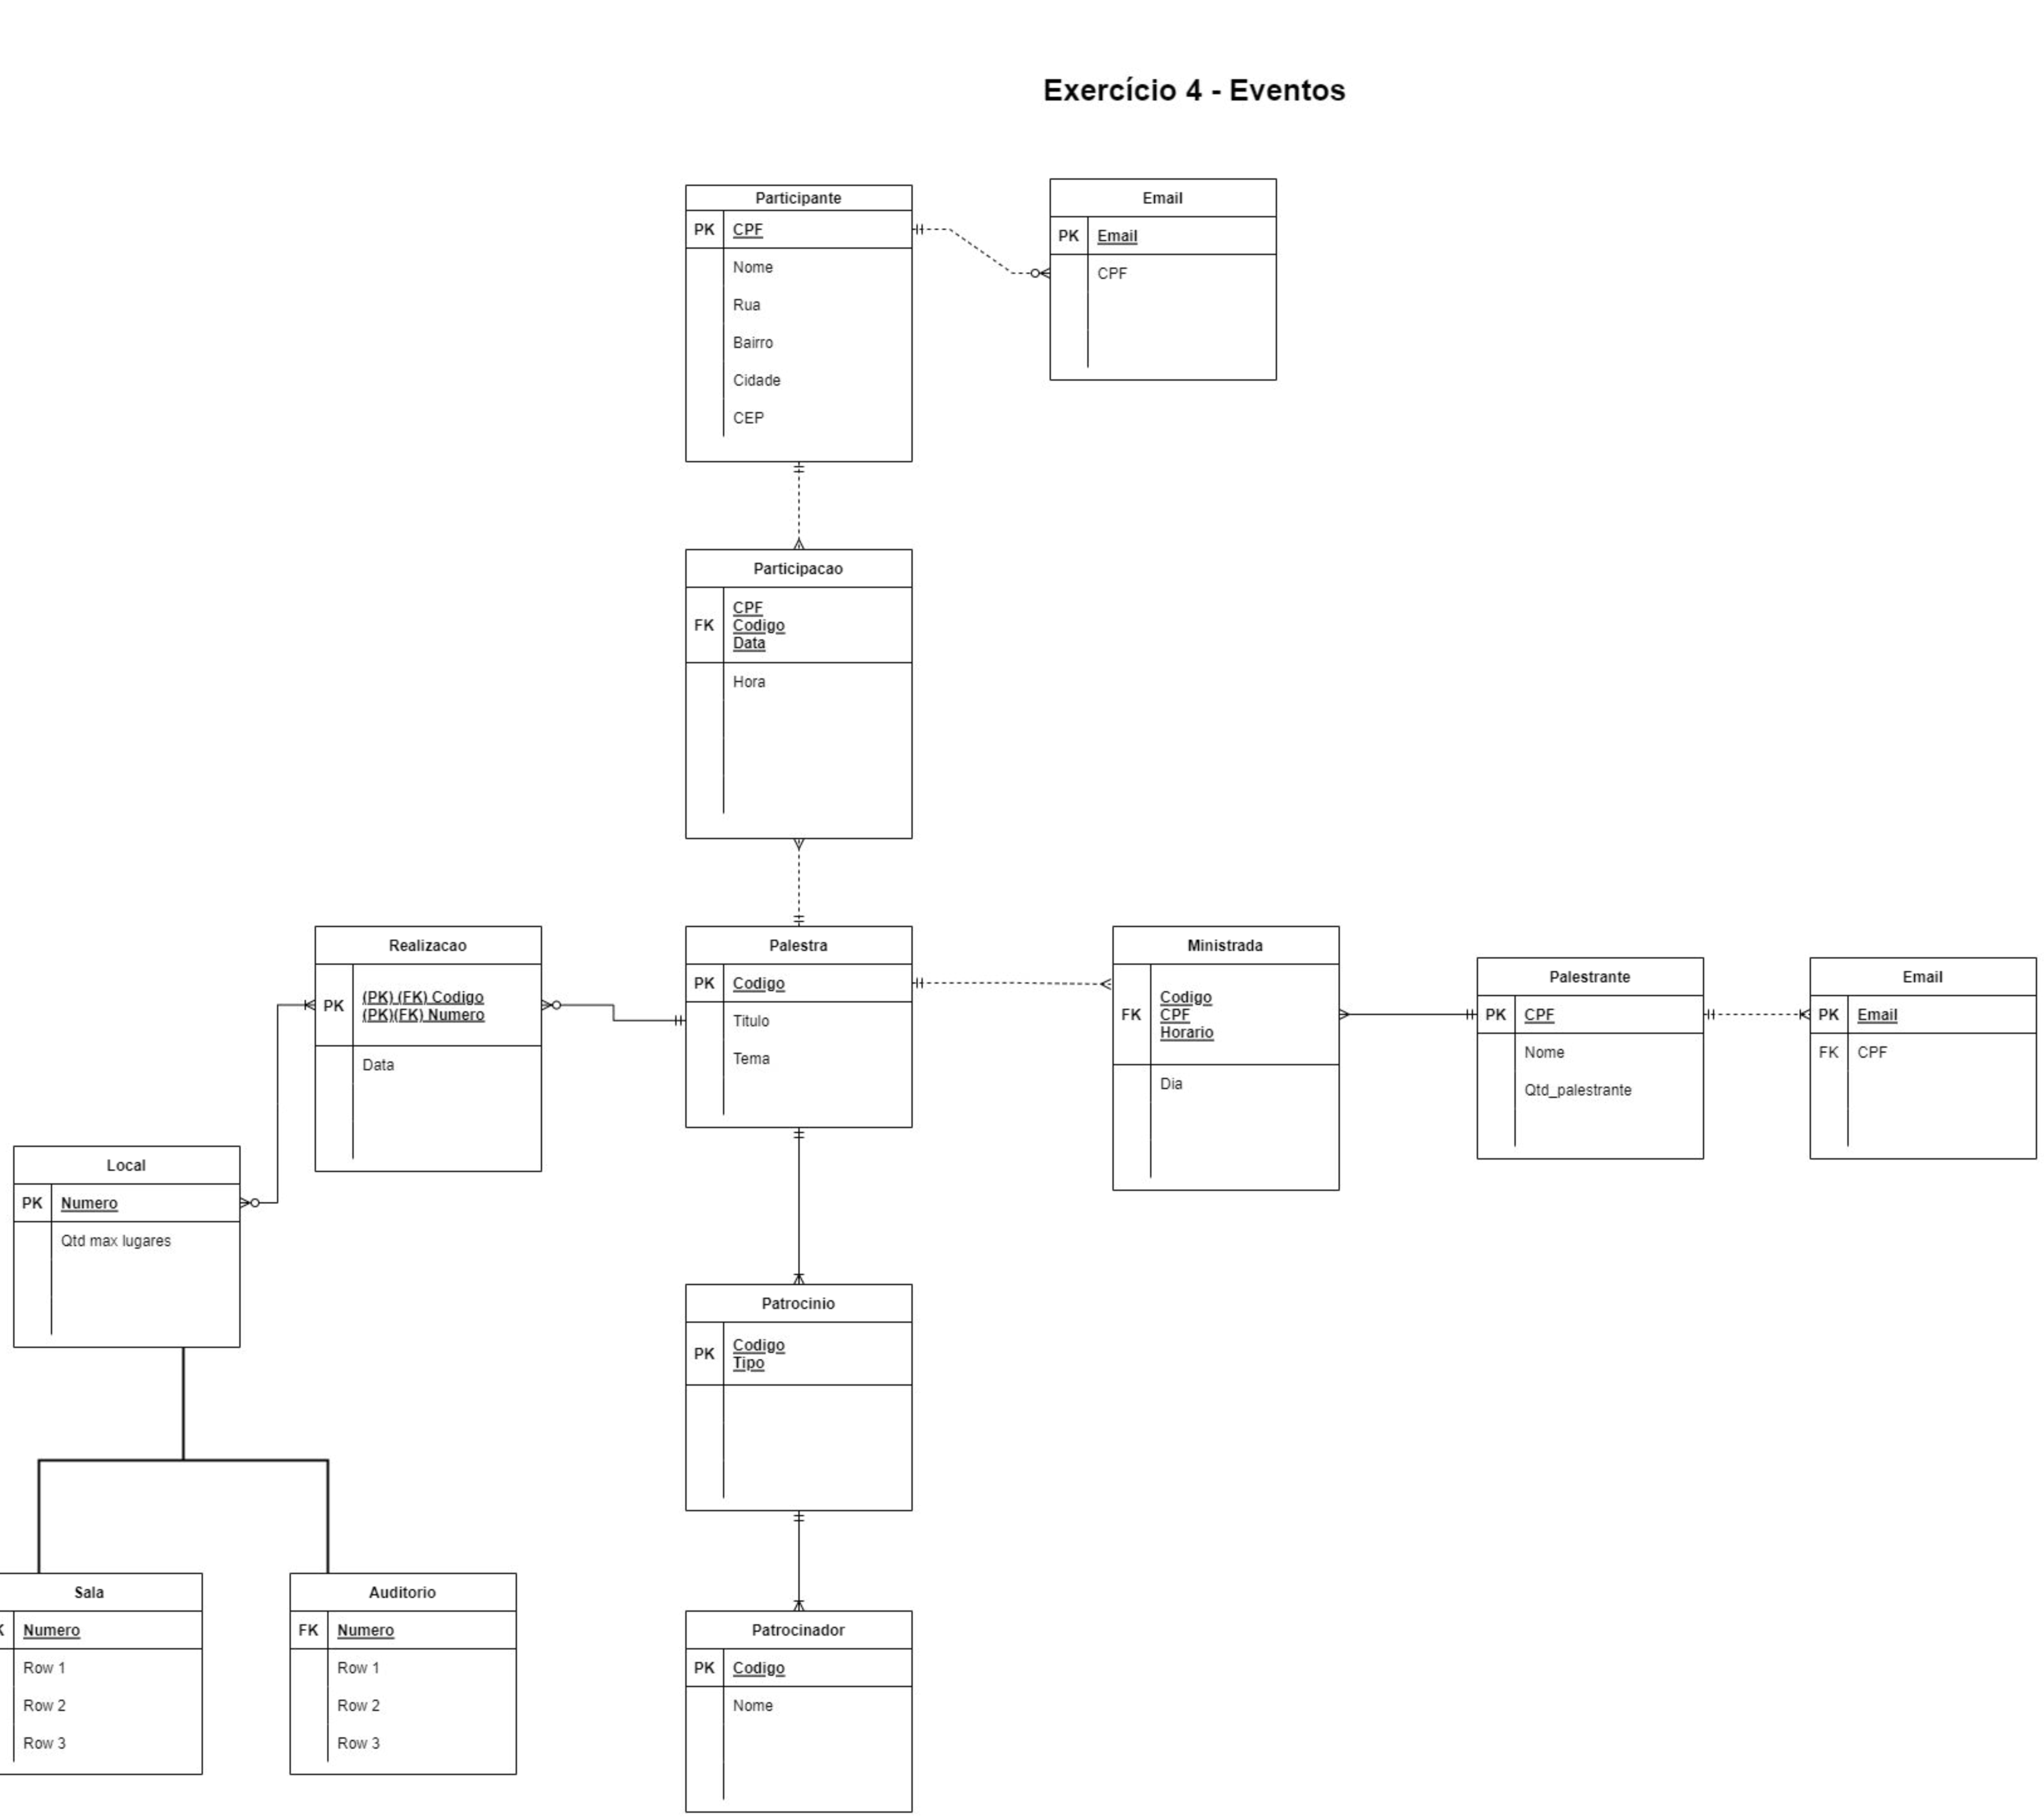 Exercício 4 - Eventos
Participante
PK CPF
Nome
Rua
Bairro
Cidade
CEP
Email
PK Email
CPF
Participacao
FK
CPF
Codigo
Data
Hora
Realizacao
PK
(PK) (FK) Codigo
(PK)(FK) Numero
Data
Palestra
PK Codigo
Titulo
Tema
Ministrada
FK
Codigo
CPF
Horario
Dia
Palestrante
PK CPF
Nome
Qtd_palestrante
Email
PK Email
FK CPF
Local
PK Numero
Qtd max lugares
Patrocinio
PK
Codigo
Tipo
Sala
Numero
Row 1
Row 2
Row 3
Auditorio
FK Numero
Row 1
Row 2
Row 3
Patrocinador
PK Codigo
Nome